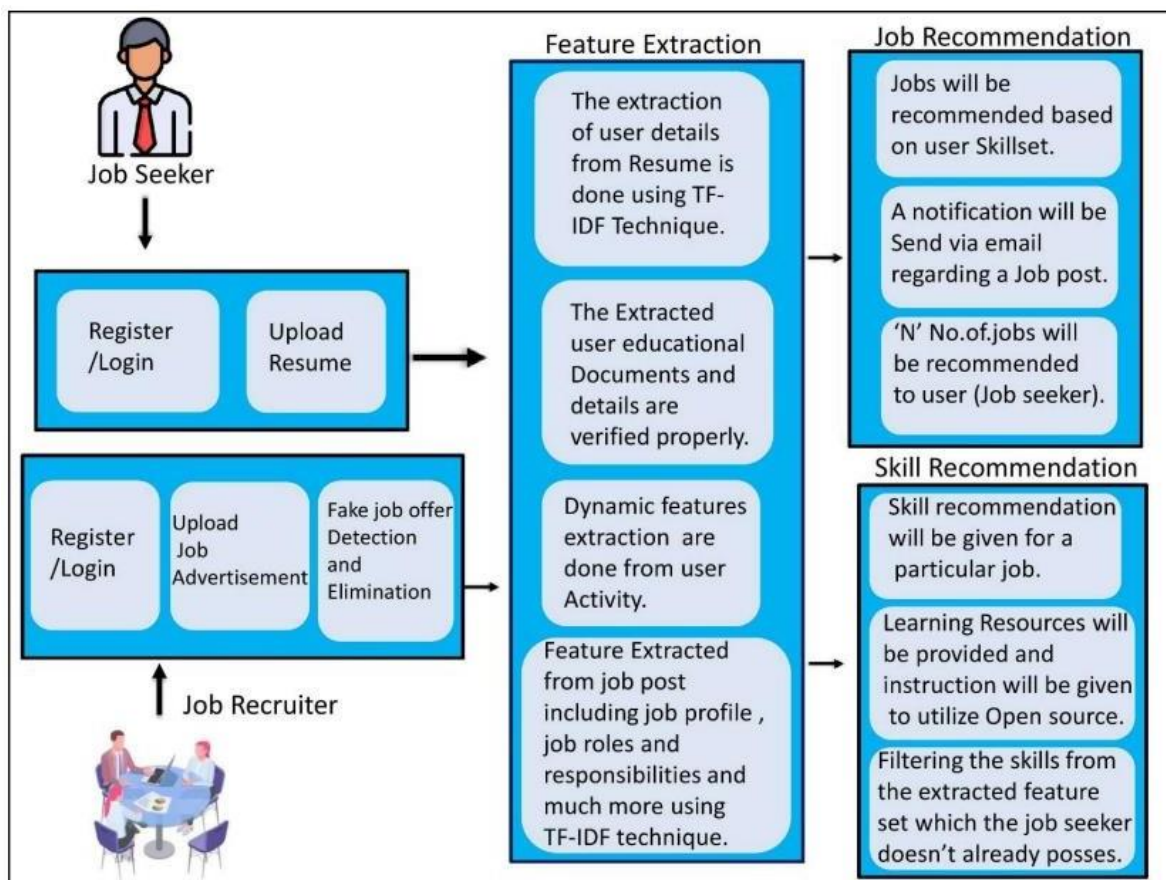 Job Seeker
Register
/Login
Upload
Resume
Register
/Login
Upload
Job
Advertisement
Fake job offer
Detection
and
Elimination
Job Recruiter
Feature Extraction
The extraction
of user details
from Resume is
done using TF-
IDF Technique.
The Extracted
user educational
Documents and
details are
verified properly.
Dynamic features
extraction are
done from user
Activity.
Feature Extracted
from job post
including job profile ,
job roles and
responsibilities and
much more using
TF-IDF technique.
Job Recommendation
Jobs will be
recommended based
on user Skillset.
A notification will be
Send via email
regarding a Job post.
‘N’ No.of.jobs will
be recommended
to user (Job seeker).
Skill Recommendation
Skill recommendation
will be given for a
particular job.
Learning Resources will
be provided and
instruction will be given
to utilize Open source.
Filtering the skills from
the extracted feature
set which the job seeker
doesn’t already posses.